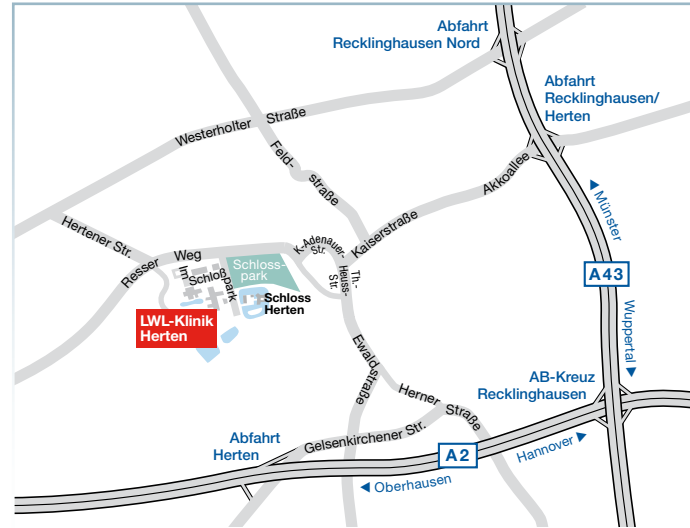 Abfahrt
Recklinghausen Nord
Abfahrt
Recklinghausen/
Herten
Westerholter Straße
Feld-
straße
Akkoallee
Kaiserstraße
Münster
Hertener Str.
Resser Weg
K-Adenauer-
Str.
Im Schloßpark
Schloss-
park
Th.-
Heuss-
Str.
Schloss
Herten
A43
LWL-Klinik
Herten
Wuppertal
Ewaldstraße
AB-Kreuz
Recklinghausen
Herner Straße
Abfahrt
Herten
Gelsenkirchener Str.
A2
Hannover
Oberhausen